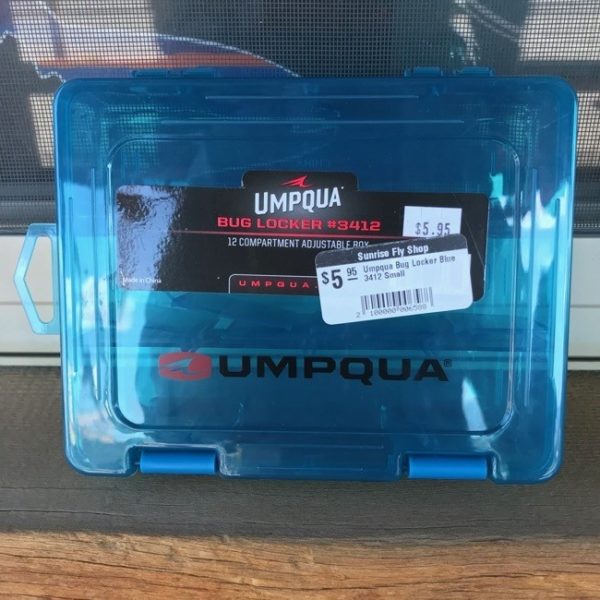 UMPQUA
BUG LOCKER #3412
12 COMPARTMENT ADJUSTABLE BOX
Made in China
UMPQUA
$5.95
Sunrise Fly Shop
$5 95
Umpqua Bug Locker Blue
3412 Small
UMPQUA®